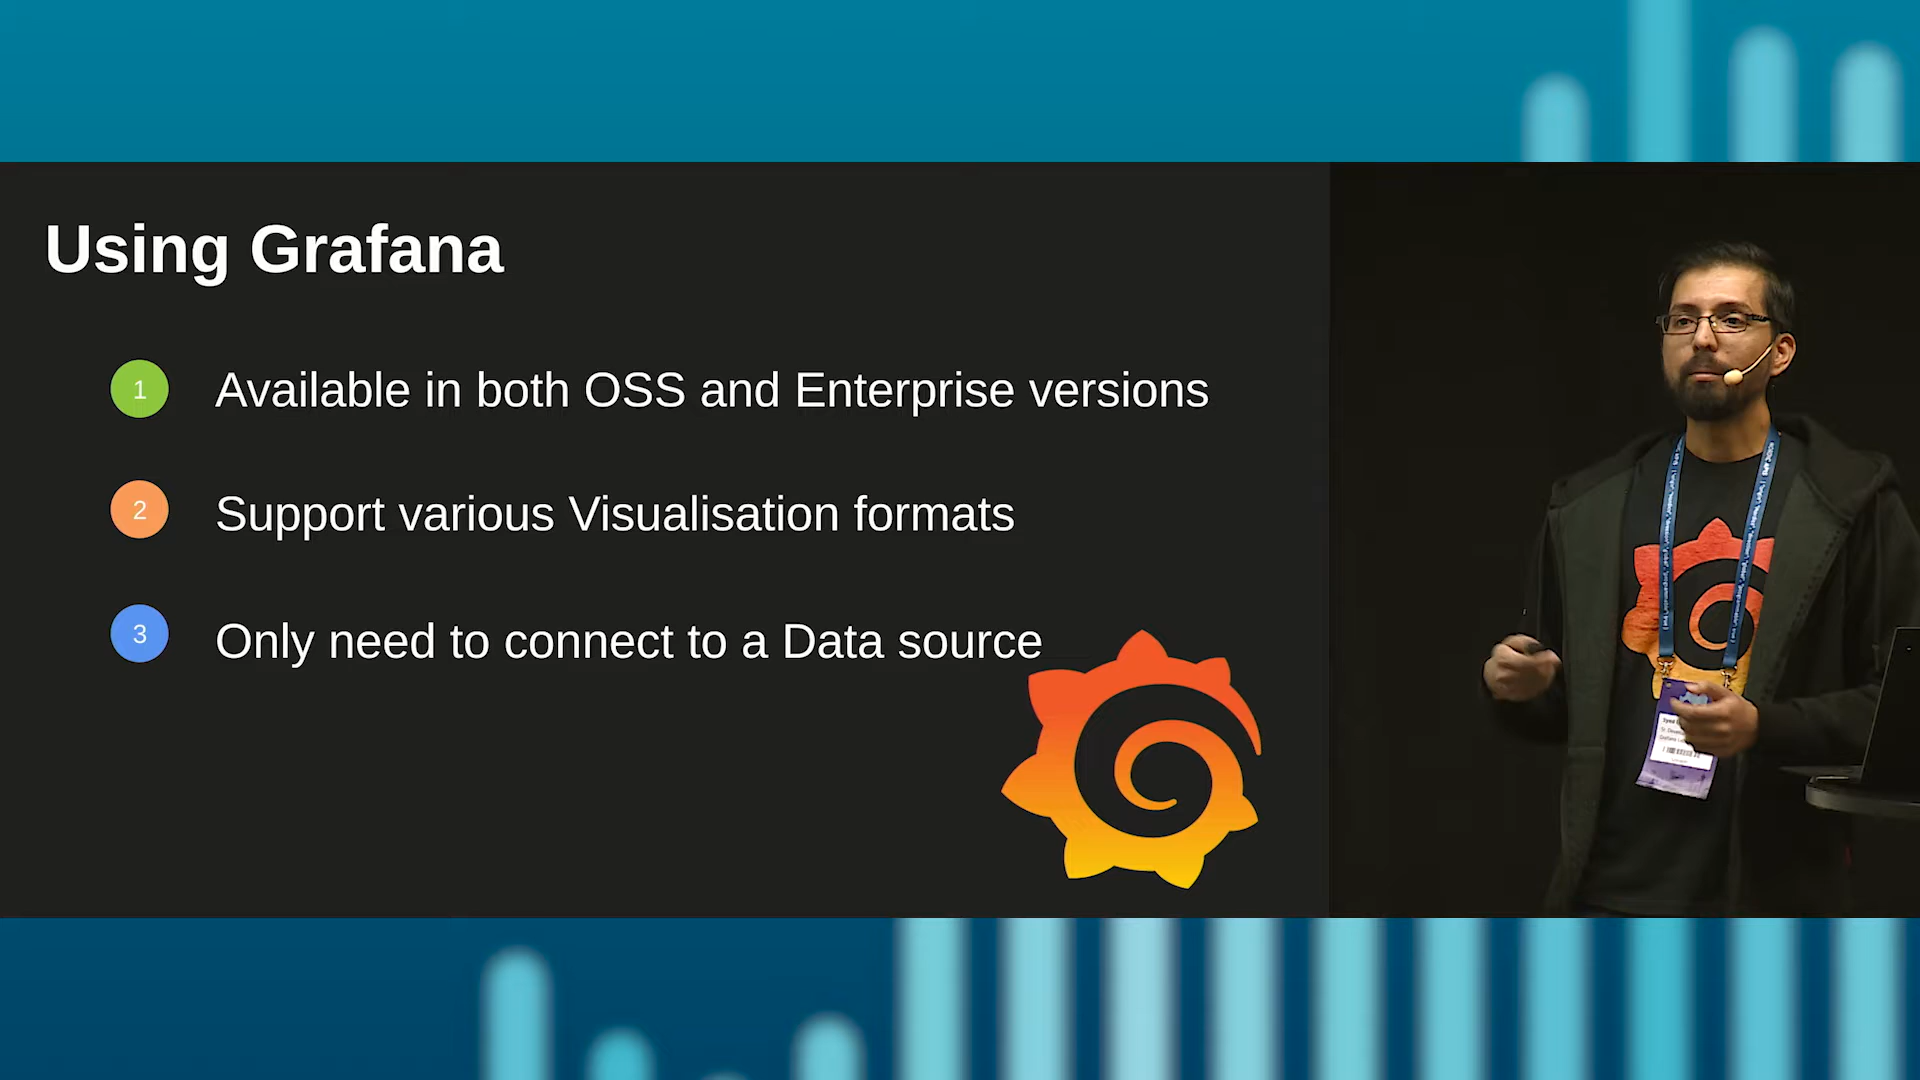 Using Grafana
1 Available in both OSS and Enterprise versions
2 Support various Visualisation formats
3 Only need to connect to a Data source